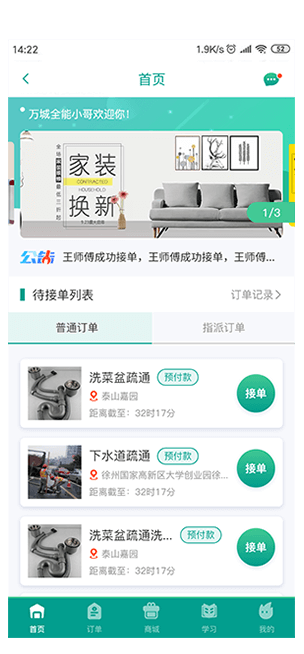 14:22
1.9K/s
52
首页
万城全能小哥欢迎你!
家装
CONTRACTED
HOUSEHOLD
换新
1/3
公告 王师傅成功接单，王师傅成功接单，王师傅...
待接单列表 订单记录
普通订单 指派订单
洗菜盆疏通 预付款
泰山嘉园
距离截至：32时17分
接单
下水道疏通 预付款
徐州国家高新区大学创业园徐...
距离截至：32时17分
接单
洗菜盆疏通洗... 预付款
泰山嘉园
距离截至：32时17分
接单
首页 订单 商城 学习 我的